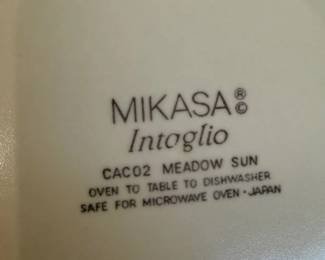 MIKASA®©
Intaglio
CAC02 MEADOW SUN
OVEN TO TABLE TO DISHWASHER
SAFE FOR MICROWAVE OVEN · JAPAN